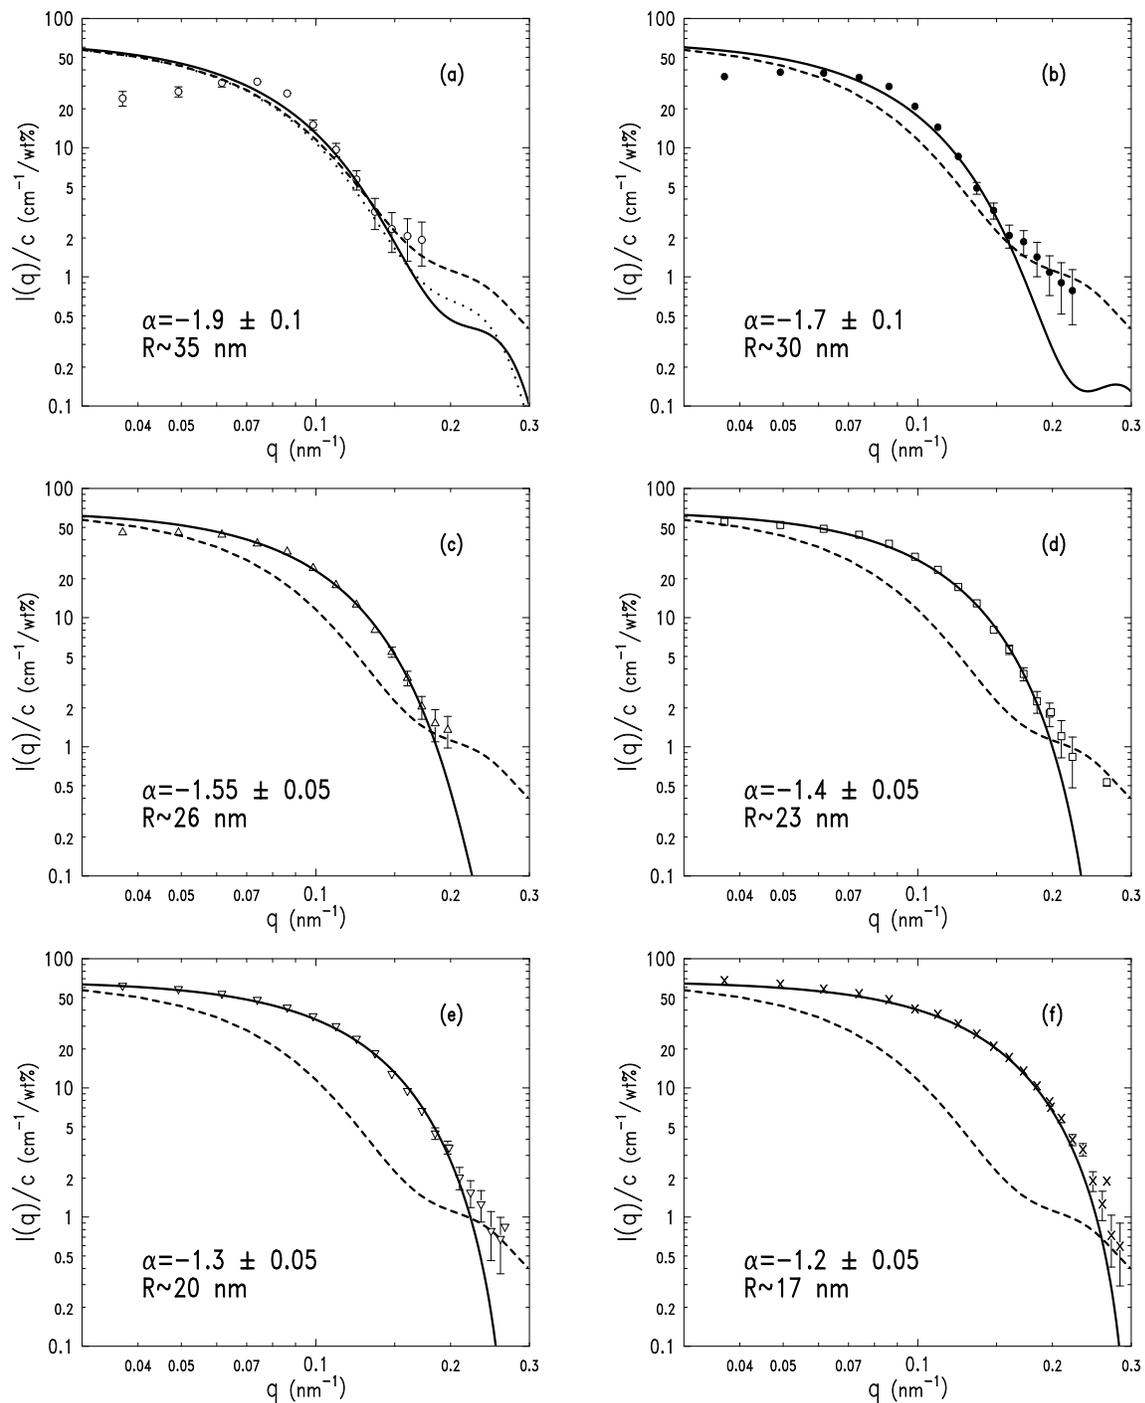 100
50
20
10
5
2
1
0.5
0.2
0.1
I(q)/c (cm⁻¹/wt%)
(a)
α=−1.9 ± 0.1
R~35 nm
0.04 0.05 0.07 0.1 0.2 0.3
q (nm⁻¹)
100
50
20
10
5
2
1
0.5
0.2
0.1
I(q)/c (cm⁻¹/wt%)
(b)
α=−1.7 ± 0.1
R~30 nm
0.04 0.05 0.07 0.1 0.2 0.3
q (nm⁻¹)
100
50
20
10
5
2
1
0.5
0.2
0.1
I(q)/c (cm⁻¹/wt%)
(c)
α=−1.55 ± 0.05
R~26 nm
0.04 0.05 0.07 0.1 0.2 0.3
q (nm⁻¹)
100
50
20
10
5
2
1
0.5
0.2
0.1
I(q)/c (cm⁻¹/wt%)
(d)
α=−1.4 ± 0.05
R~23 nm
0.04 0.05 0.07 0.1 0.2 0.3
q (nm⁻¹)
100
50
20
10
5
2
1
0.5
0.2
0.1
I(q)/c (cm⁻¹/wt%)
(e)
α=−1.3 ± 0.05
R~20 nm
0.04 0.05 0.07 0.1 0.2 0.3
q (nm⁻¹)
100
50
20
10
5
2
1
0.5
0.2
0.1
I(q)/c (cm⁻¹/wt%)
(f)
α=−1.2 ± 0.05
R~17 nm
0.04 0.05 0.07 0.1 0.2 0.3
q (nm⁻¹)